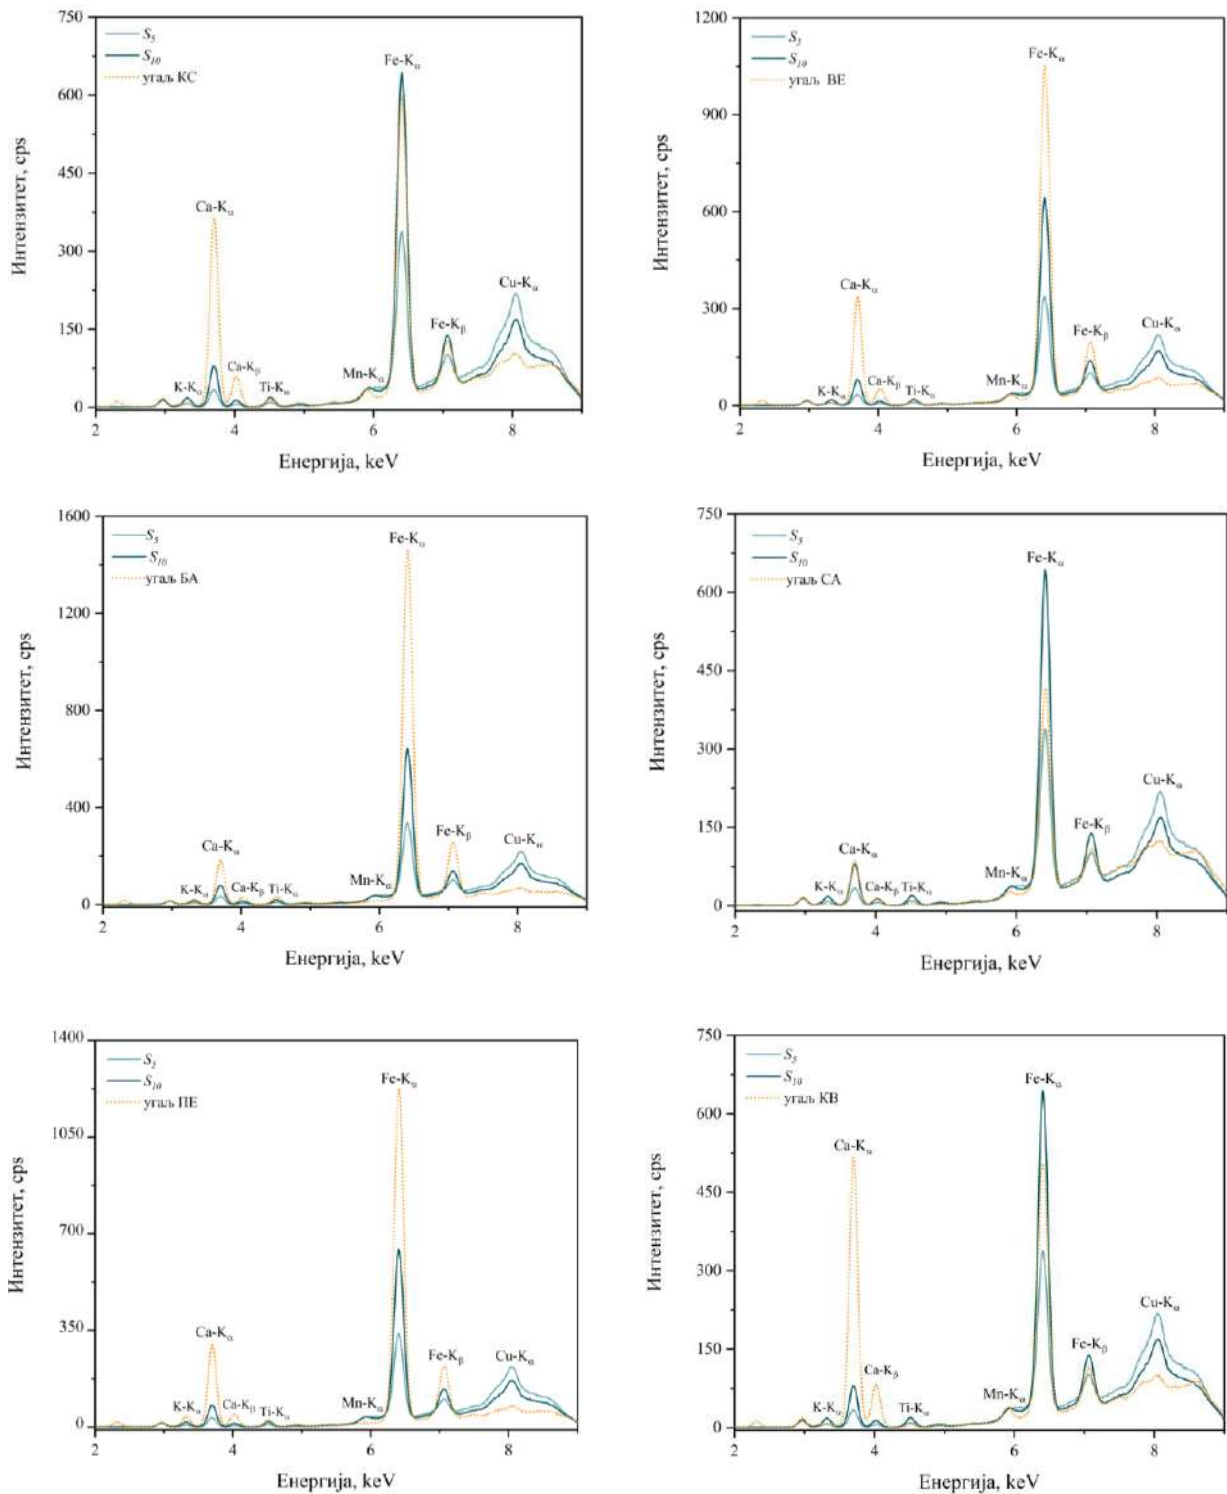 750
600
450
300
150
0
Интензитет, cps
S5
S10
угаљ КС
Ca-Kα
K-Kα
Ca-Kβ
Ti-Kα
Mn-Kα
Fe-Kα
Fe-Kβ
Cu-Kα
2 4 6 8
Енергија, keV
1200
900
600
300
0
Интензитет, cps
S5
S10
угаљ ВЕ
Ca-Kα
K-Kα
Ca-Kβ
Ti-Kα
Mn-Kα
Fe-Kα
Fe-Kβ
Cu-Kα
2 4 6 8
Енергија, keV
1600
1200
800
400
0
Интензитет, cps
S5
S10
угаљ БА
Ca-Kα
K-Kα
Ca-Kβ
Ti-Kα
Mn-Kα
Fe-Kα
Fe-Kβ
Cu-Kα
2 4 6 8
Енергија, keV
750
600
450
300
150
0
Интензитет, cps
S5
S10
угаљ СА
Ca-Kα
K-Kα
Ca-Kβ
Ti-Kα
Mn-Kα
Fe-Kα
Fe-Kβ
Cu-Kα
2 4 6 8
Енергија, keV
1400
1050
700
350
0
Интензитет, cps
S5
S10
угаљ ПЕ
Ca-Kα
K-Kα
Ca-Kβ
Ti-Kα
Mn-Kα
Fe-Kα
Fe-Kβ
Cu-Kα
2 4 6 8
Енергија, keV
750
600
450
300
150
0
Интензитет, cps
S5
S10
угаљ КВ
Ca-Kα
K-Kα
Ca-Kβ
Ti-Kα
Mn-Kα
Fe-Kα
Fe-Kβ
Cu-Kα
2 4 6 8
Енергија, keV